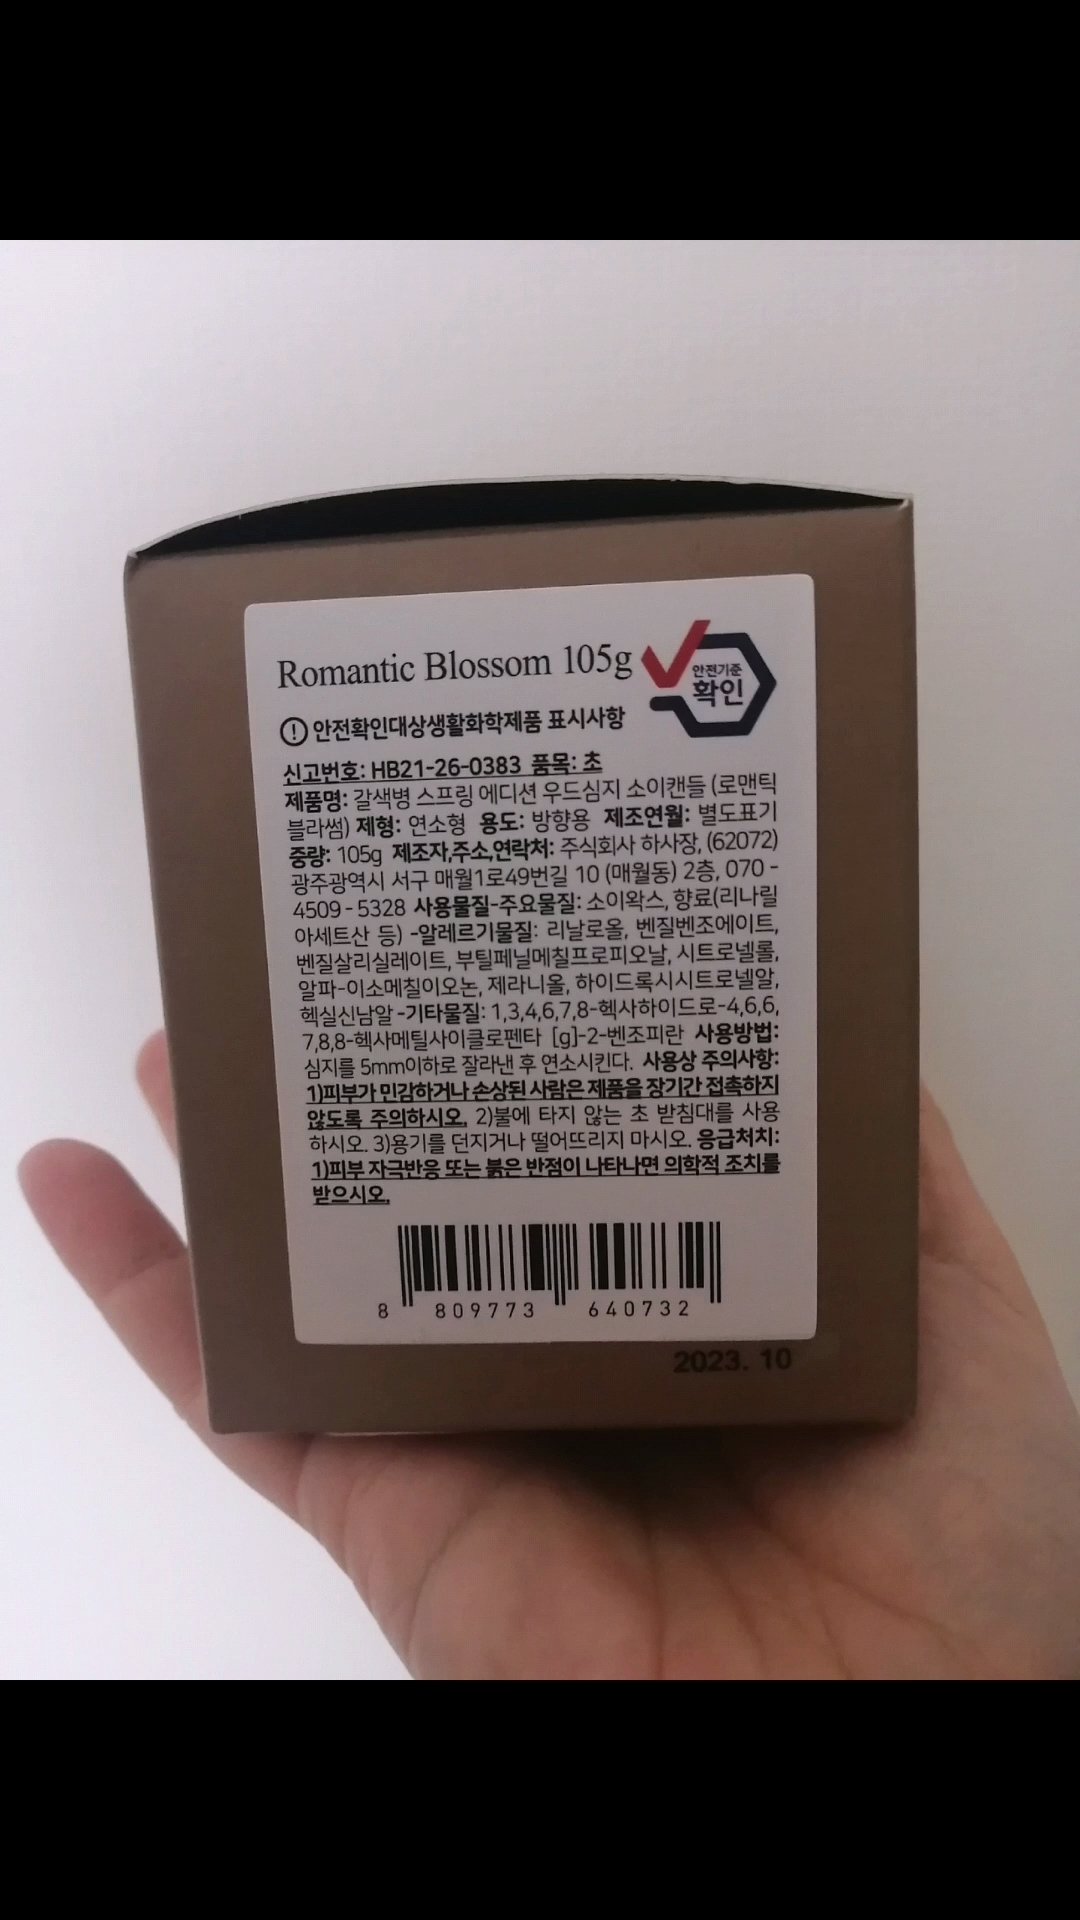 Romantic Blossom 105g
안전기준
확인
! 안전확인대상생활화학제품 표시사항
신고번호: HB21-26-0383 품목: 초
제품명: 갈색병 스프링 에디션 우드심지 소이캔들 (로맨틱
블라썸) 제형: 연소형 용도: 방향용 제조연월: 별도표기
중량: 105g 제조자,주소,연락처: 주식회사 하사장, (62072)
광주광역시 서구 매월1로49번길 10 (매월동) 2층, 070 -
4509 - 5328 사용물질-주요물질: 소이왁스, 향료(리나릴
아세트산 등) -알레르기물질: 리날로올, 벤질벤조에이트,
벤질살리실레이트, 부틸페닐메칠프로피오날, 시트로넬롤,
알파-이소메칠이오논, 제라니올, 하이드록시시트로넬알,
헥실신남알 -기타물질: 1,3,4,6,7,8-헥사하이드로-4,6,6,
7,8,8-헥사메틸사이클로펜타 [g]-2-벤조피란 사용방법:
심지를 5mm이하로 잘라낸 후 연소시킨다. 사용상 주의사항:
1)피부가 민감하거나 손상된 사람은 제품을 장기간 접촉하지
않도록 주의하시오. 2)불에 타지 않는 초 받침대를 사용
하시오. 3)용기를 던지거나 떨어뜨리지 마시오. 응급처치:
1)피부 자극반응 또는 붉은 반점이 나타나면 의학적 조치를
받으시오.
8 809773 640732
2023. 10